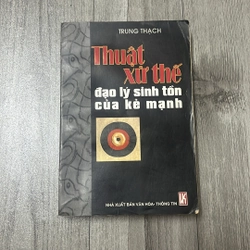 TRUNG THẠCH
Thuật
xử thế
đạo lý sinh tồn
của kẻ mạnh
NHÀ XUẤT BẢN VĂN HÓA - THÔNG TIN